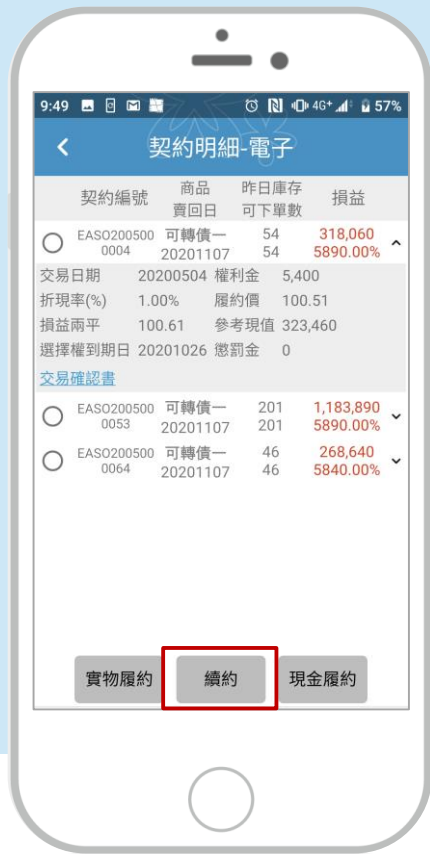 9:49 4G+ 57%
契約明細-電子
契約編號 商品 賣回日 昨日庫存 可下單數 損益
EASO200500 可轉債一 54 318,060
0004 20201107 54 5890.00%
交易日期 20200504 權利金 5,400
折現率(%) 1.00% 履約價 100.51
損益兩平 100.61 參考現值 323,460
選擇權到期日 20201026 懲罰金 0
交易確認書
EASO200500 可轉債一 201 1,183,890
0053 20201107 201 5890.00%
EASO200500 可轉債一 46 268,640
0064 20201107 46 5840.00%
實物履約 續約 現金履約